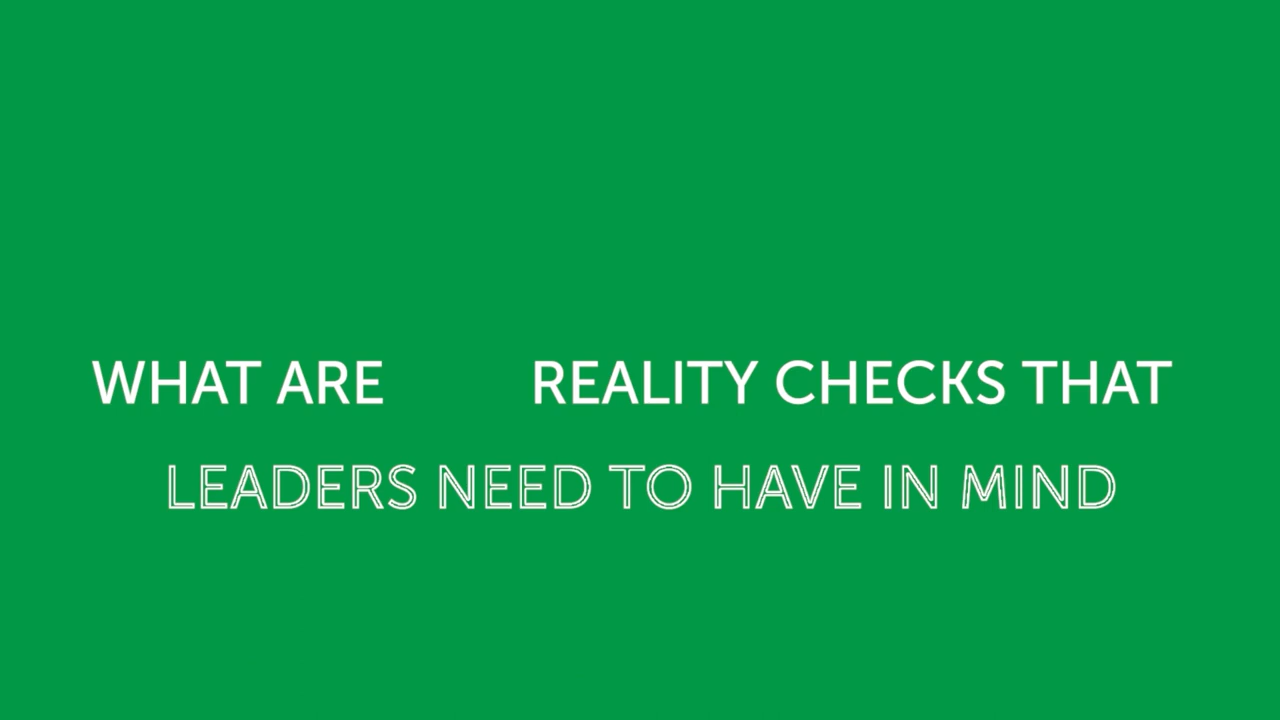 WHAT ARE REALITY CHECKS THAT
LEADERS NEED TO HAVE IN MIND